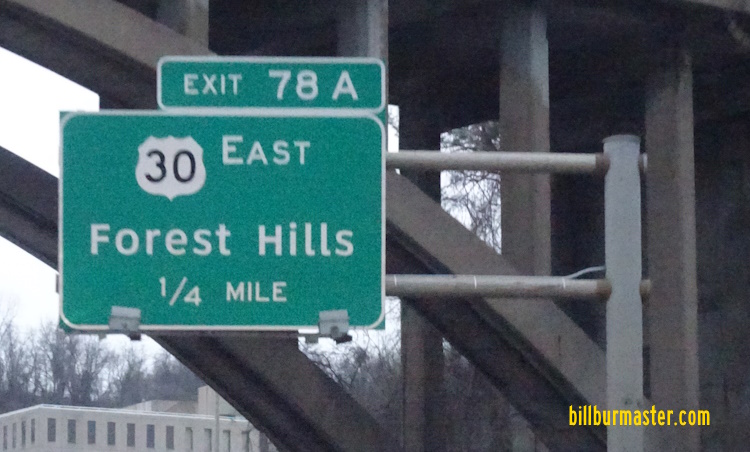 EXIT 78 A
30 EAST
Forest Hills
1/4 MILE
billburmaster.com